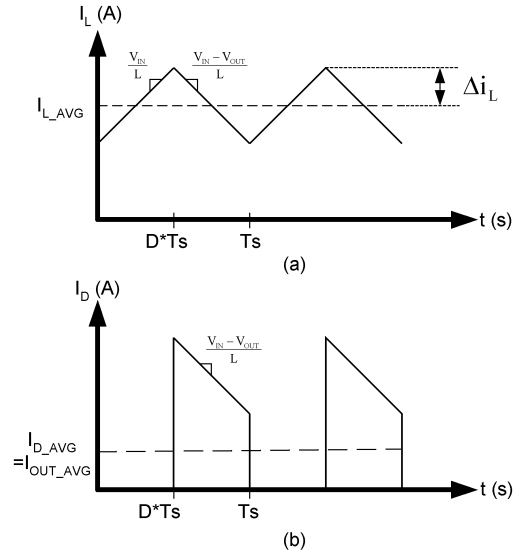 I_L (A)
V_IN
L
V_IN – V_OUT
L
I_L_AVG
Δi_L
D*Ts
Ts
t (s)
(a)
I_D (A)
V_IN – V_OUT
L
I_D_AVG
=I_OUT_AVG
D*Ts
Ts
t (s)
(b)